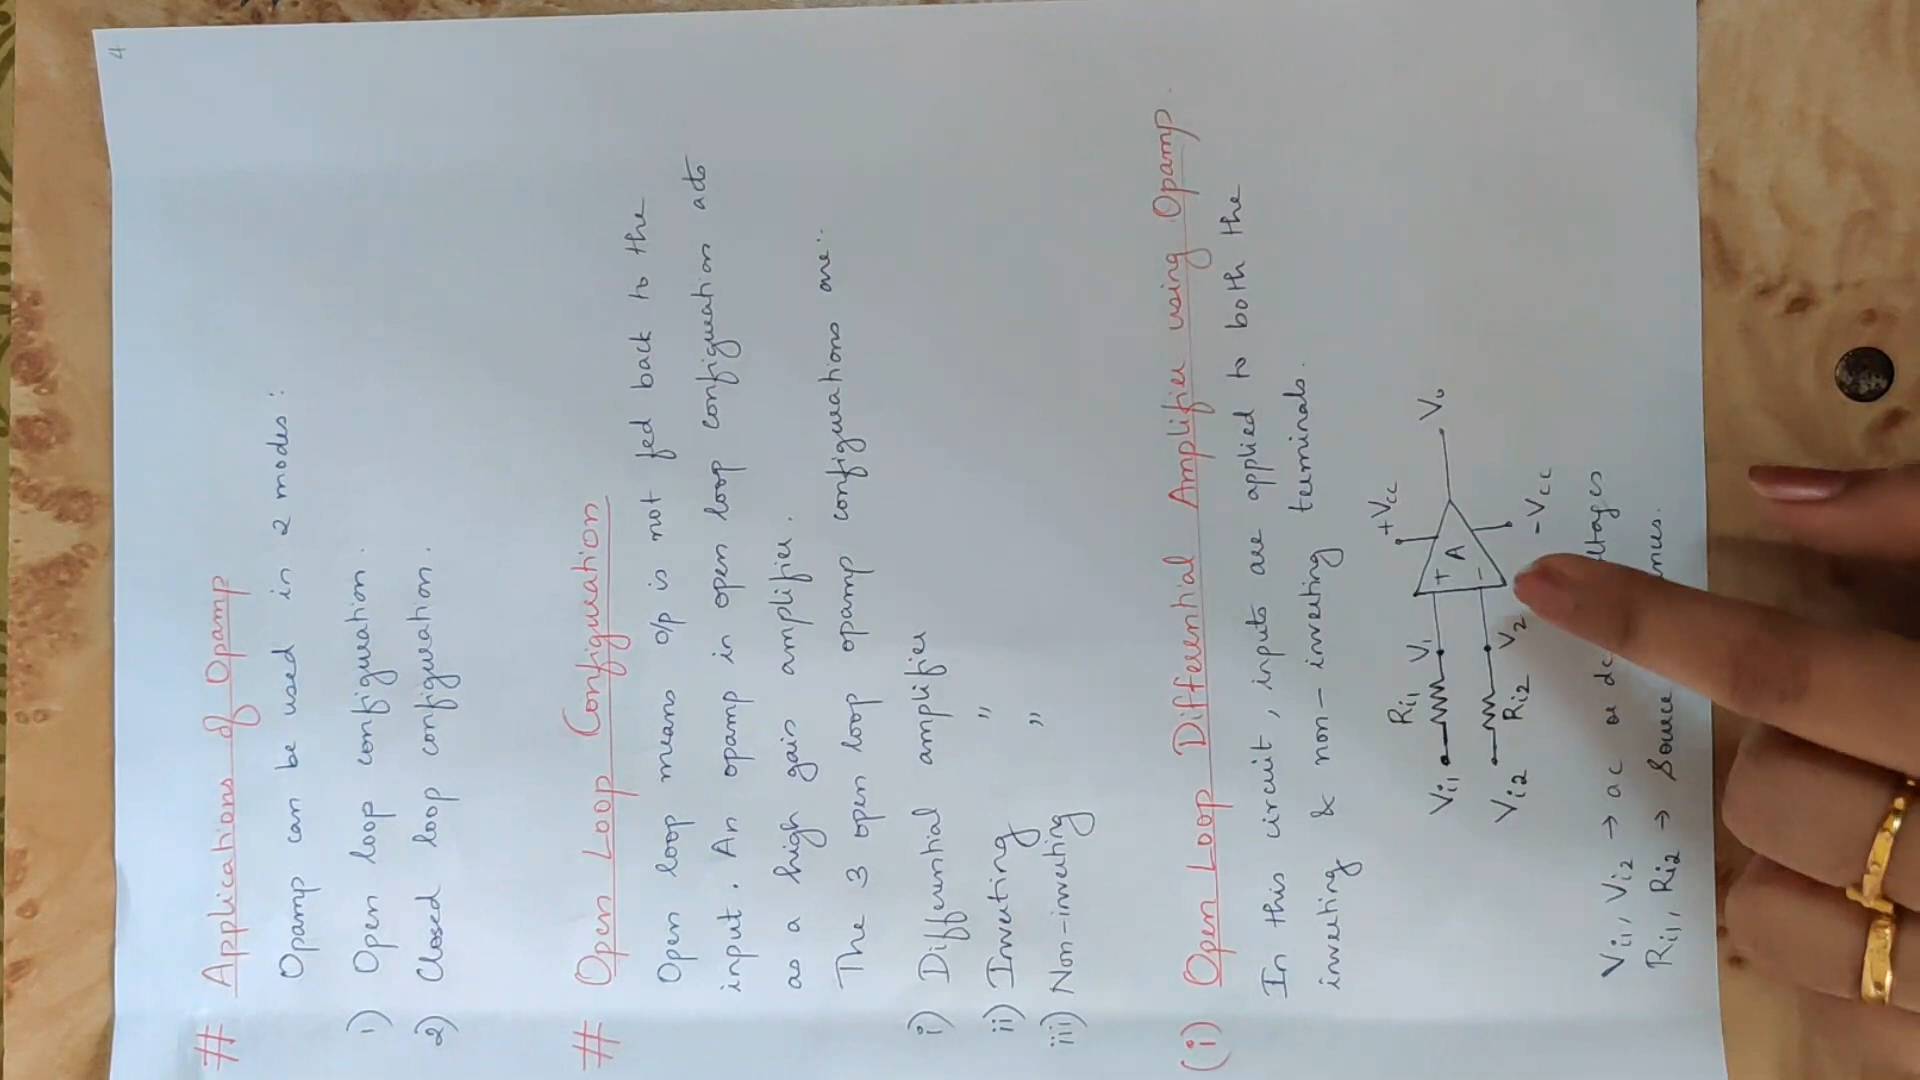 4
# Applications of Opamp
Opamp can be used in 2 modes:
1) Open loop configuration.
2) Closed loop configuration.
# Open Loop Configuration
Open loop means o/p is not fed back to the
input. An opamp in open loop configuration acts
as a high gain amplifier.
The 3 open loop opamp configurations are:
i) Differential amplifier
ii) Inverting "
iii) Non-inverting "
(i) Open Loop Differential Amplifier using Opamp.
In this circuit, inputs are applied to both the
inverting & non-inverting terminals.
+Vcc
Ri1 V1
Vi1 + A Vo
Vi2 -
Ri2 V2 -Vcc
Vi1, Vi2 → ac or dc
Ri1, Ri2 → Source